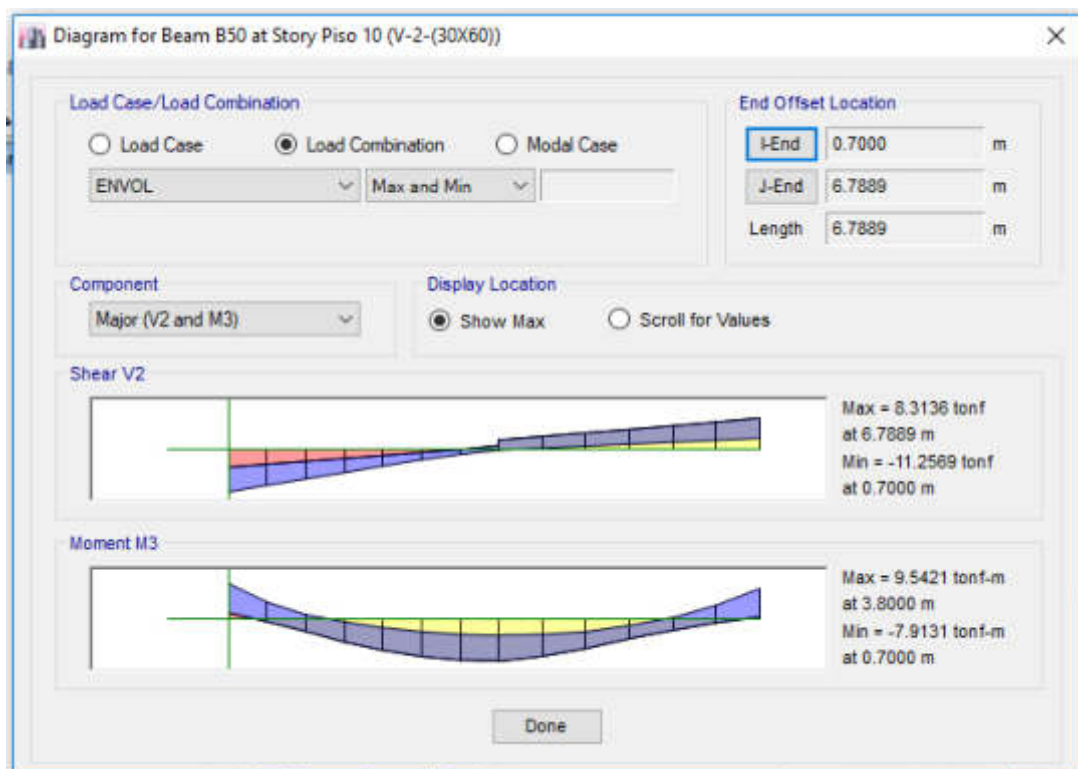 Diagram for Beam B50 at Story Piso 10 (V-2-(30X60))
Load Case/Load Combination
Load Case
Load Combination
Modal Case
ENVOL
Max and Min
End Offset Location
I-End 0.7000 m
J-End 6.7889 m
Length 6.7889 m
Component
Major (V2 and M3)
Display Location
Show Max
Scroll for Values
Shear V2
Max = 8.3136 tonf
at 6.7889 m
Min = -11.2569 tonf
at 0.7000 m
Moment M3
Max = 9.5421 tonf-m
at 3.8000 m
Min = -7.9131 tonf-m
at 0.7000 m
Done